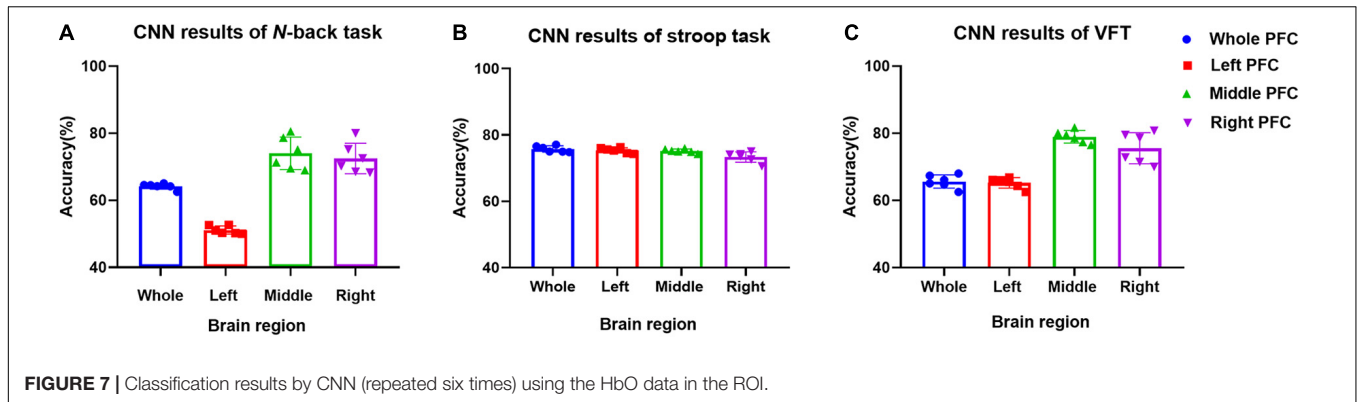 A
CNN results of N-back task
Accuracy(%)
100
80
60
40
Whole Left Middle Right
Brain region
B
CNN results of stroop task
Accuracy(%)
100
80
60
40
Whole Left Middle Right
Brain region
C
CNN results of VFT
Accuracy(%)
100
80
60
40
Whole Left Middle Right
Brain region
Whole PFC
Left PFC
Middle PFC
Right PFC
FIGURE 7 | Classification results by CNN (repeated six times) using the HbO data in the ROI.